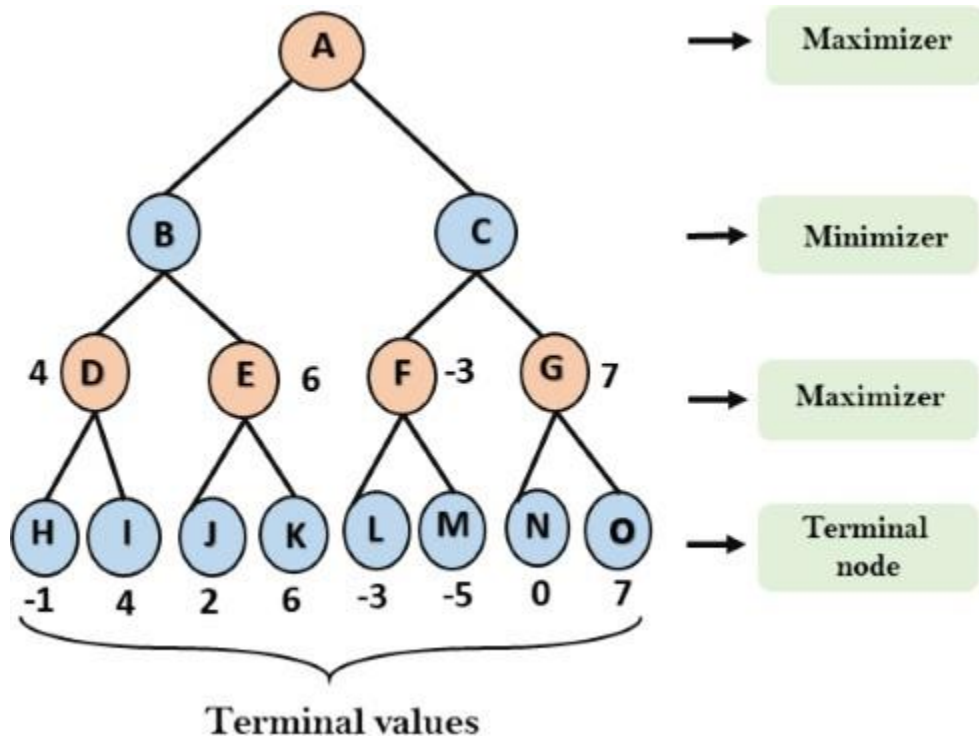 A
Maximizer
B
C
Minimizer
4 D
E 6
F -3
G 7
Maximizer
H I J K L M N O
Terminal
node
-1 4 2 6 -3 -5 0 7
Terminal values